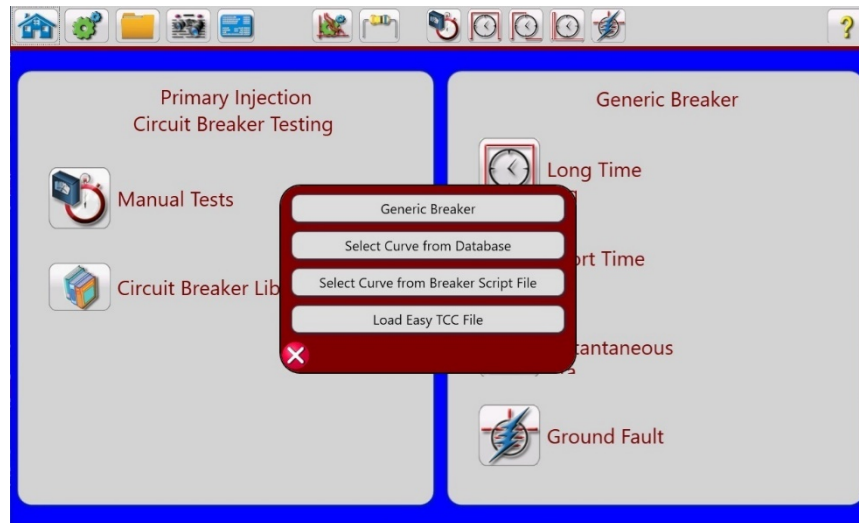 Primary Injection
Circuit Breaker Testing
Manual Tests
Circuit Breaker Lib
Generic Breaker
Long Time
rt Time
tantaneous
Ground Fault
Generic Breaker
Select Curve from Database
Select Curve from Breaker Script File
Load Easy TCC File